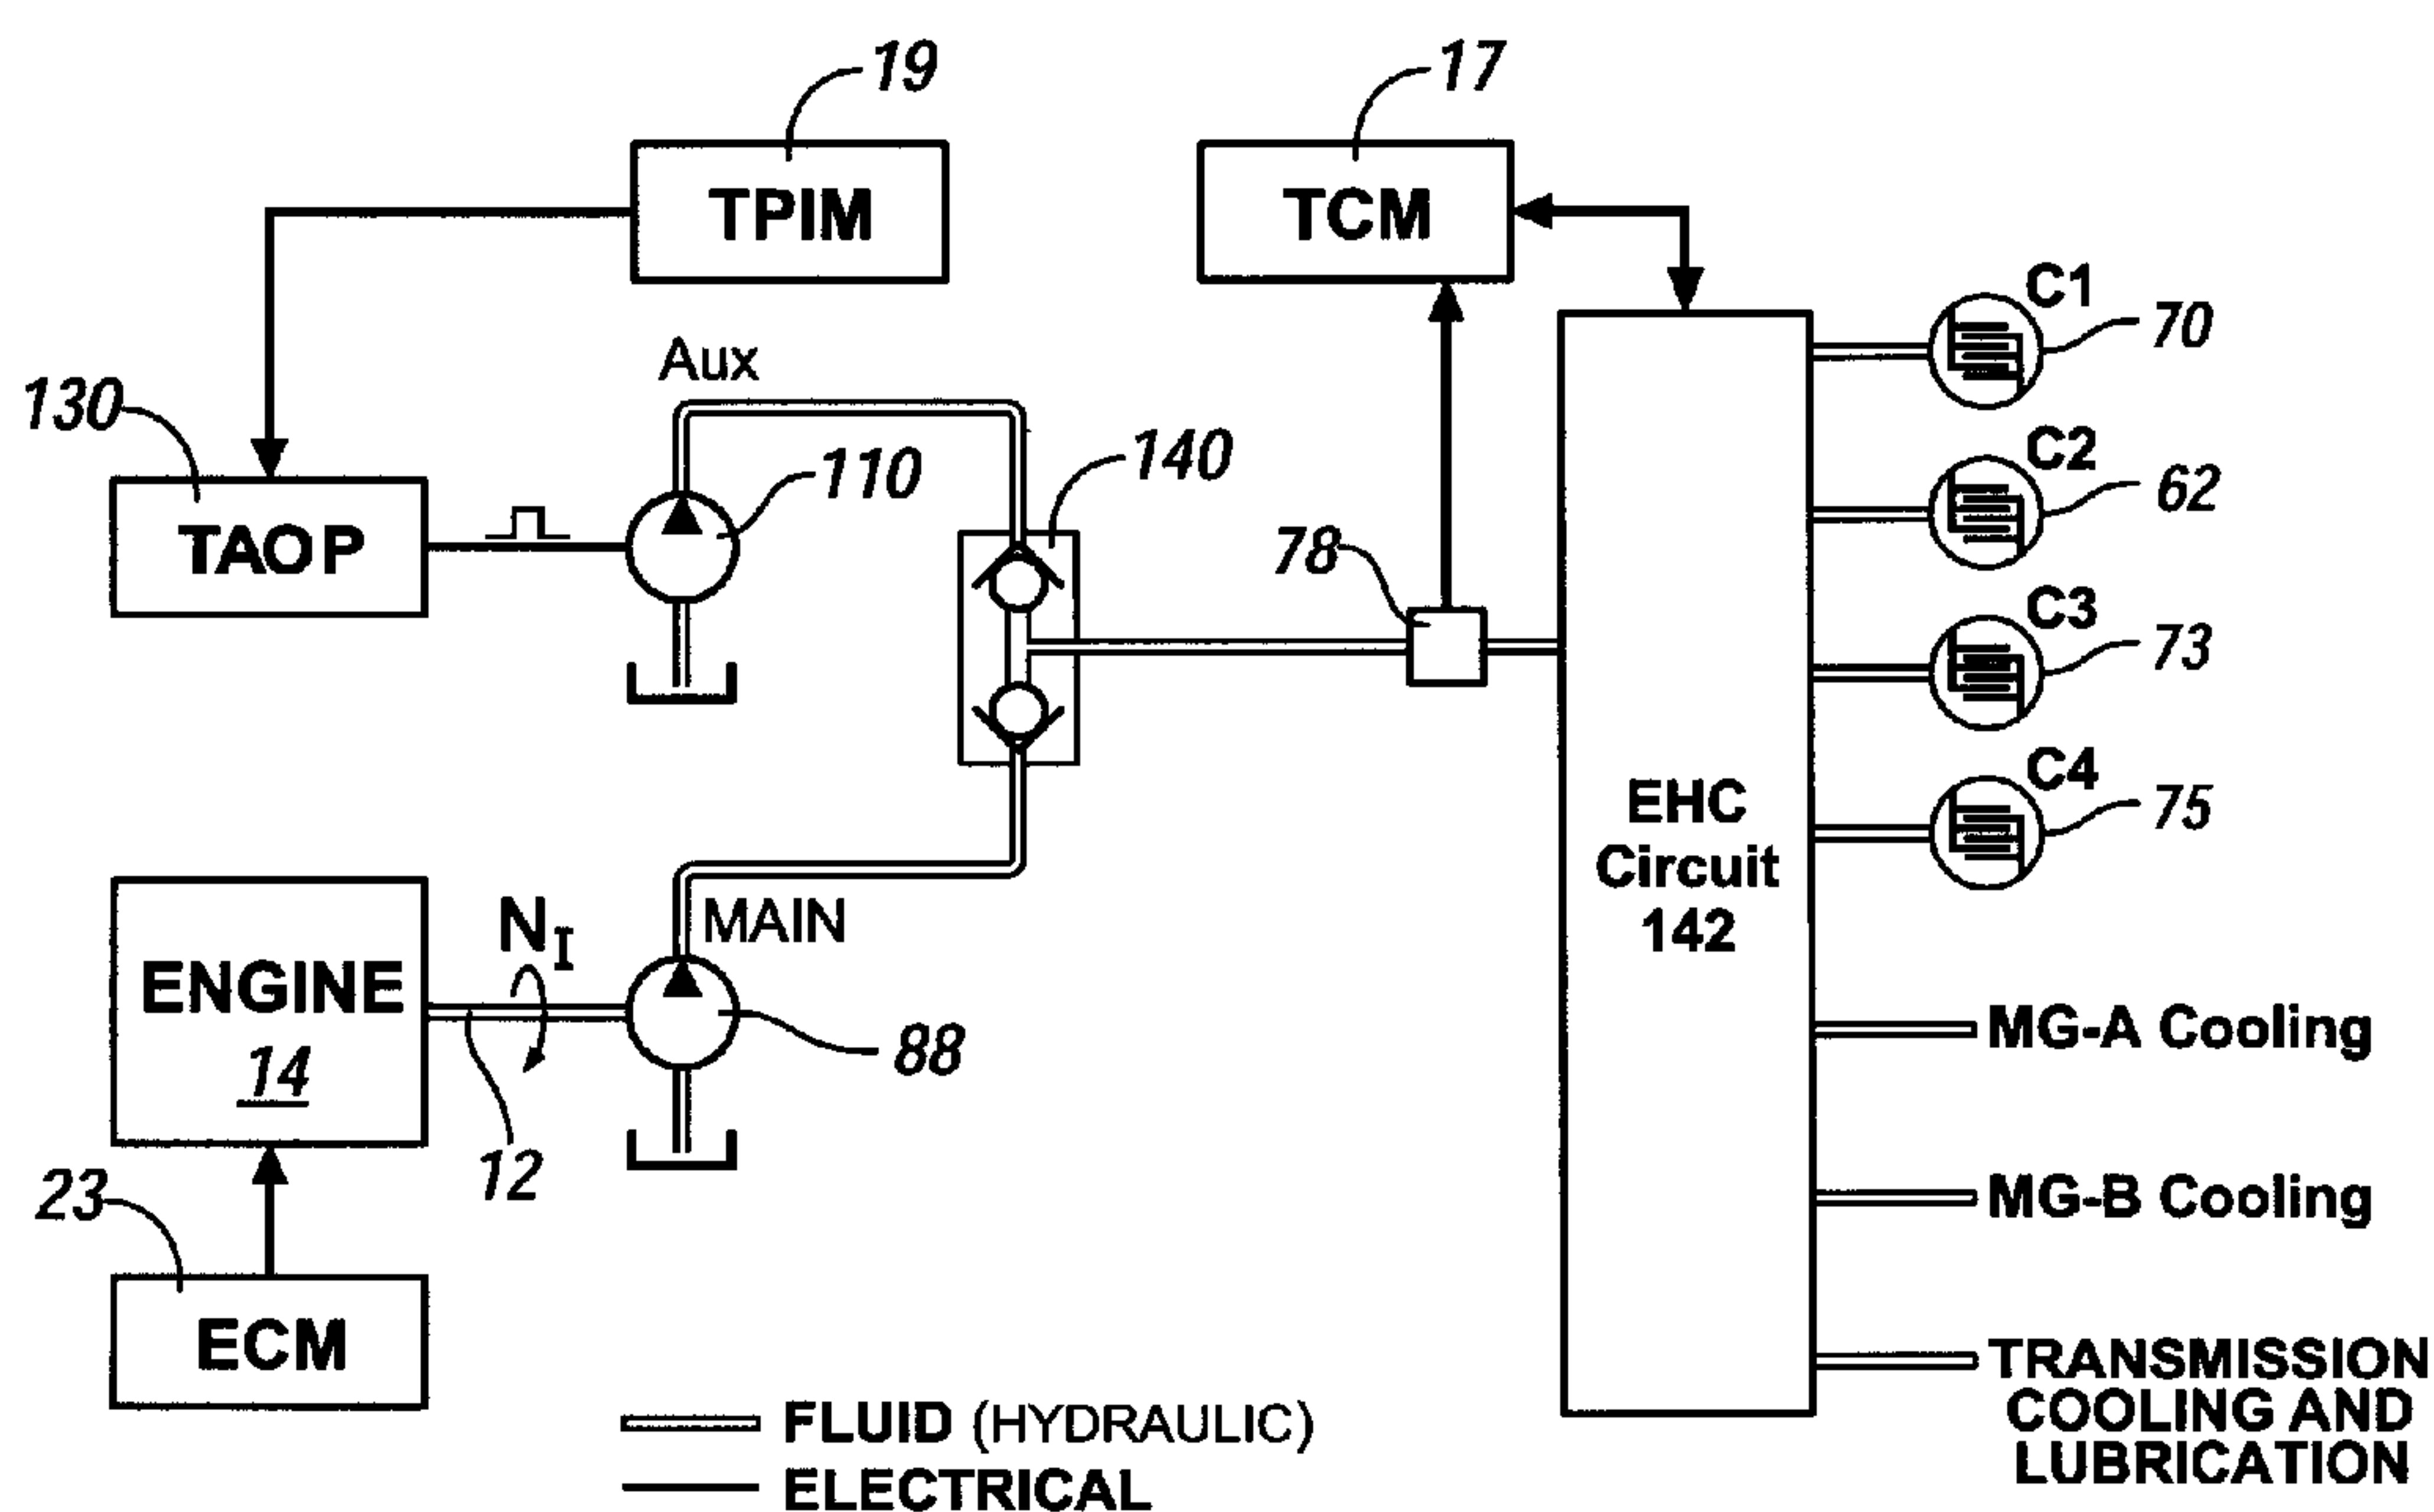 19
17
TPIM
TCM
C1
70
Aux
130
110
140
C2
62
TAOP
78
C3
73
C4
75
EHC
Circuit
142
MAIN
N_I
ENGINE
14
88
12
23
MG-A Cooling
MG-B Cooling
ECM
TRANSMISSION
COOLING AND
LUBRICATION
FLUID (HYDRAULIC)
ELECTRICAL